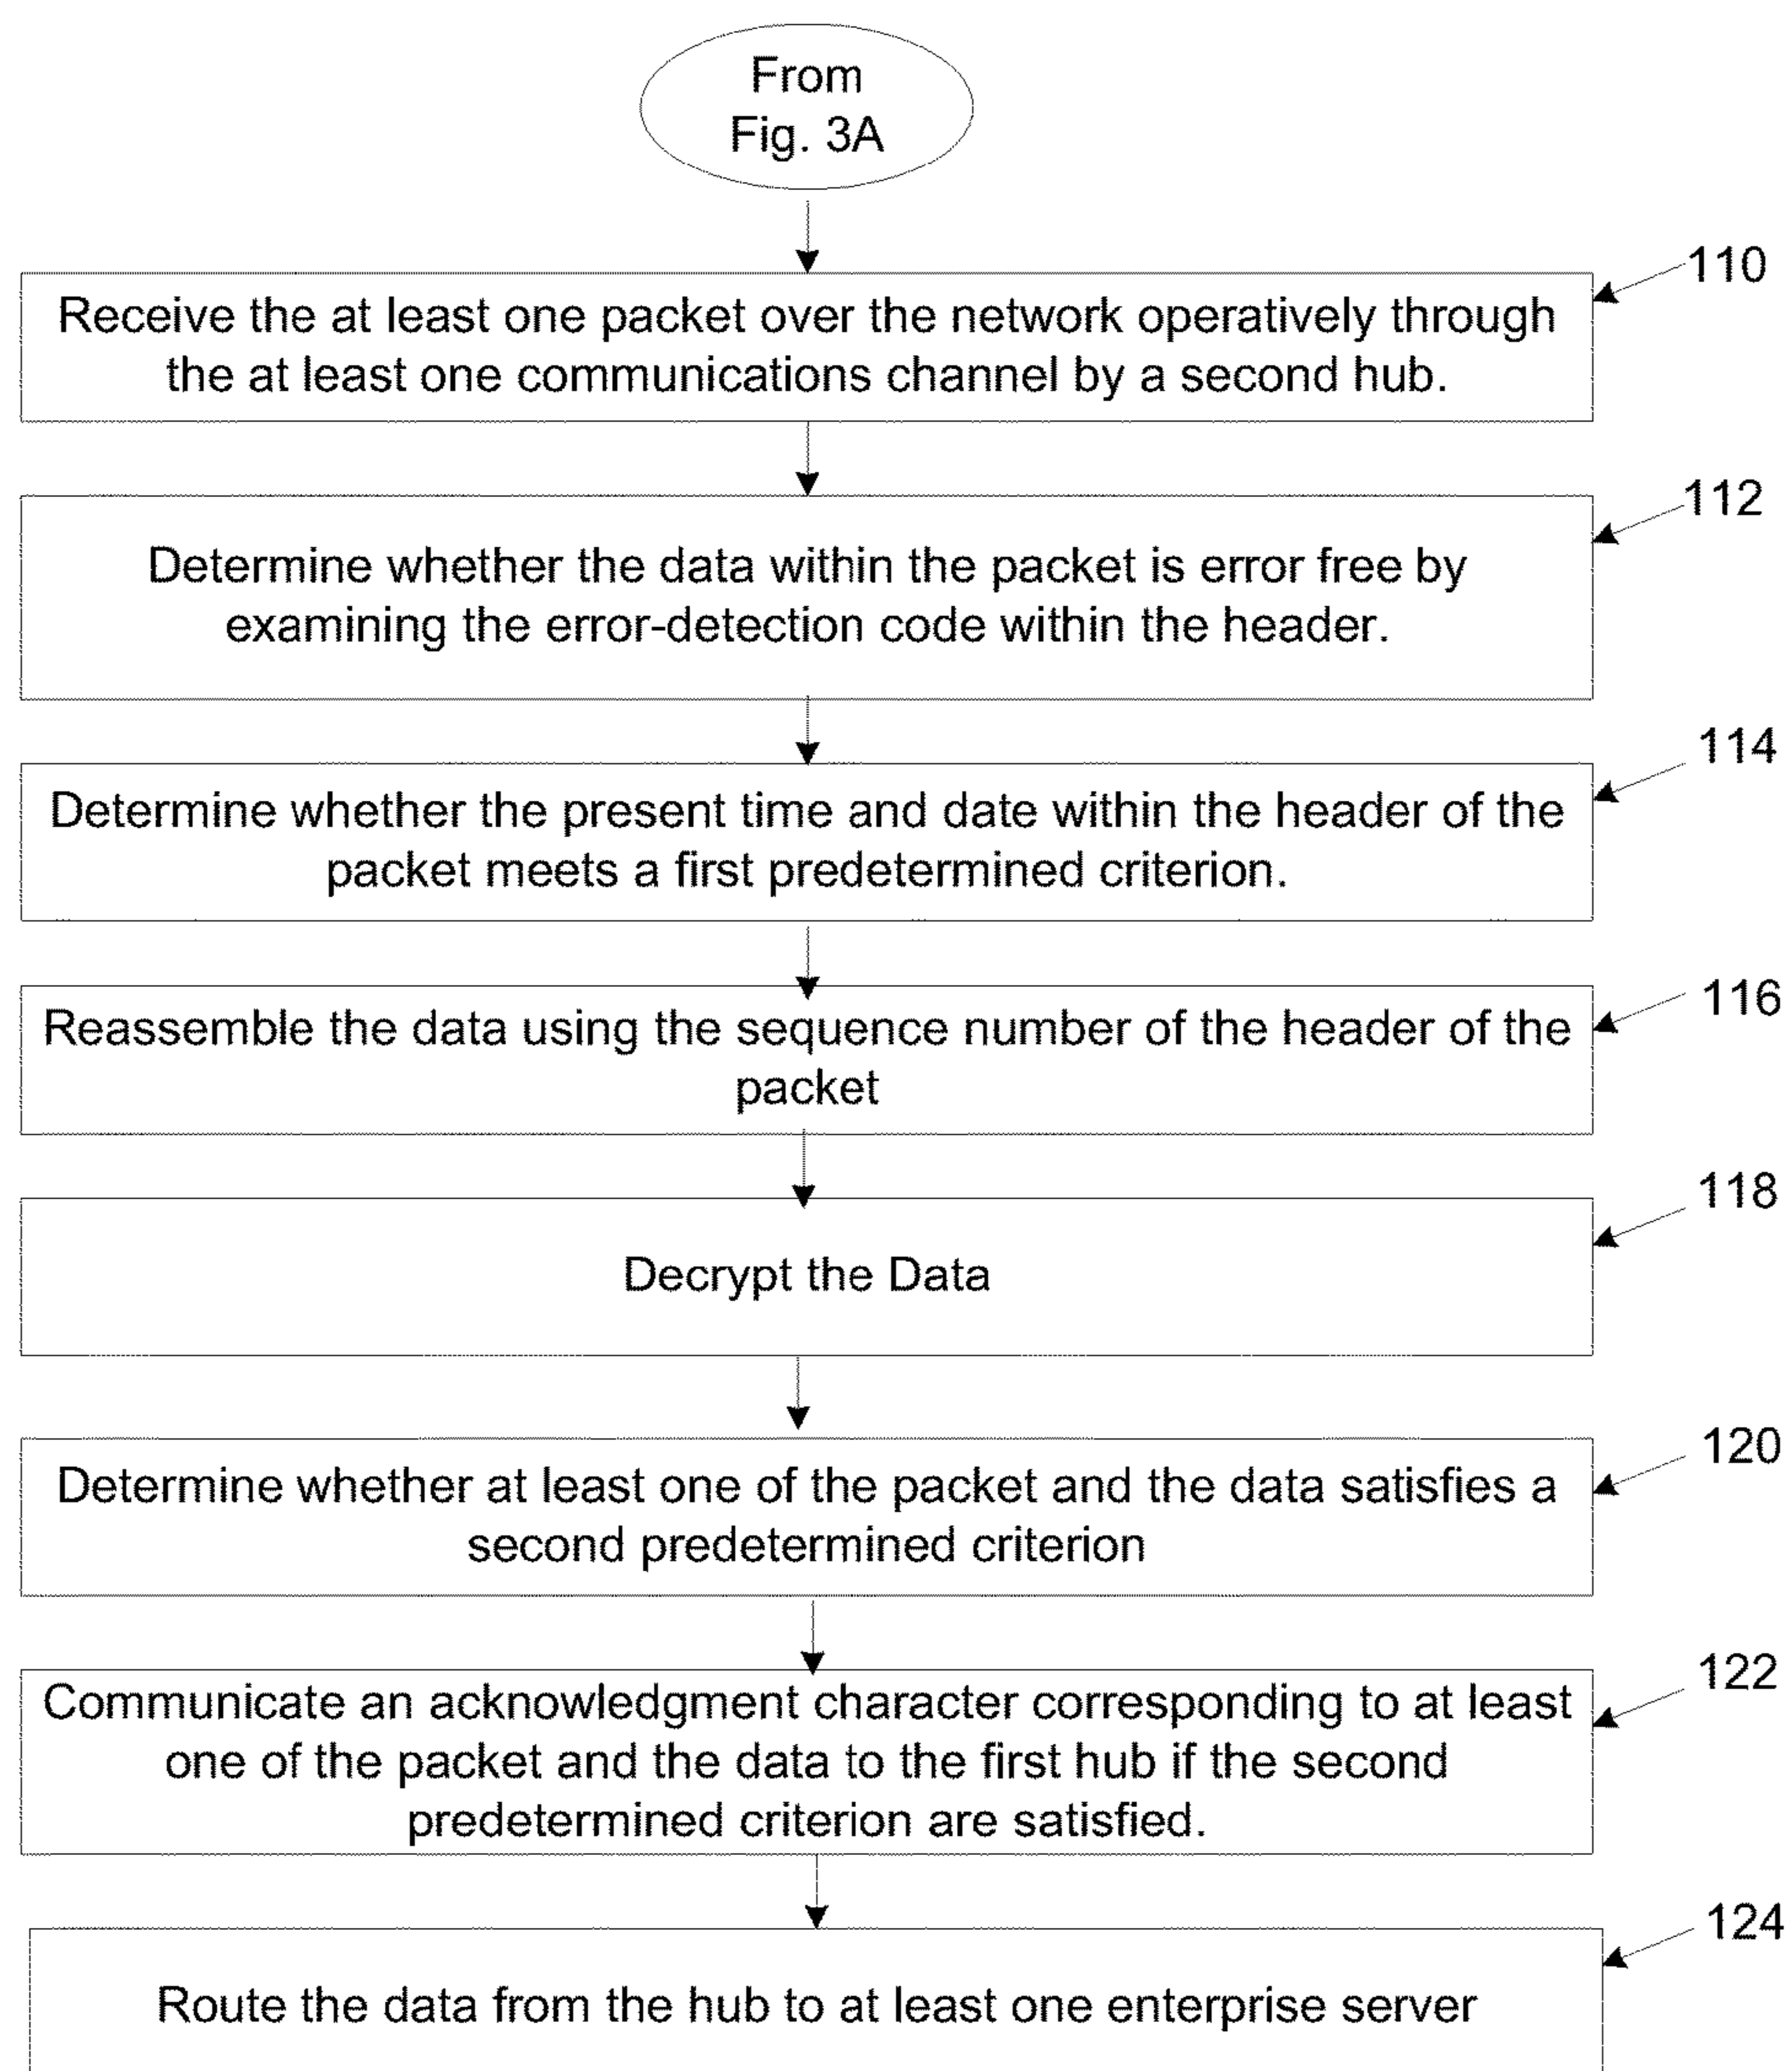 From
Fig. 3A
110
Receive the at least one packet over the network operatively through
the at least one communications channel by a second hub.
112
Determine whether the data within the packet is error free by
examining the error-detection code within the header.
114
Determine whether the present time and date within the header of the
packet meets a first predetermined criterion.
116
Reassemble the data using the sequence number of the header of the
packet
118
Decrypt the Data
120
Determine whether at least one of the packet and the data satisfies a
second predetermined criterion
122
Communicate an acknowledgment character corresponding to at least
one of the packet and the data to the first hub if the second
predetermined criterion are satisfied.
124
Route the data from the hub to at least one enterprise server